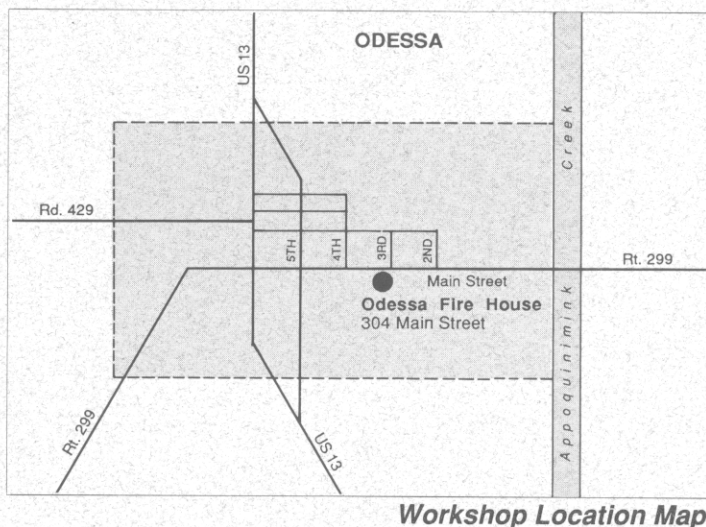 ODESSA
US 13
Creek
Rd. 429
5TH
4TH
3RD
2ND
Rt. 299
Main Street
Odessa Fire House
304 Main Street
Appoquinimink
Rt. 299
US 13
Workshop Location Map